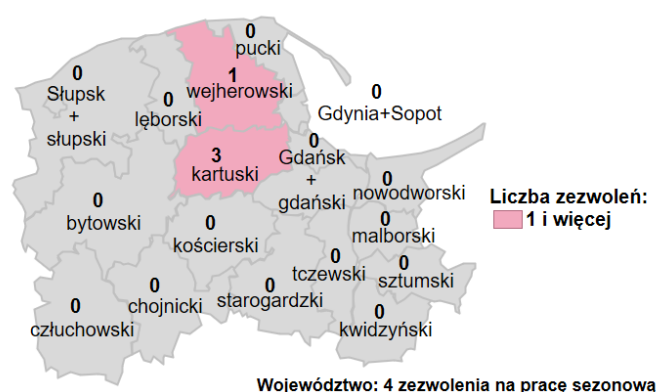 0
pucki
1
wejherowski
0
Słupsk
+
słupski
0
lęborski
0
Gdynia+Sopot
3
kartuski
0
Gdańsk
+
gdański
0
nowodworski
Liczba zezwoleń:
1 i więcej
0
bytowski
0
kościerski
0
malborski
0
tczewski
0
sztumski
0
człuchowski
0
chojnicki
0
starogardzki
0
kwidzyński
Województwo: 4 zezwolenia na pracę sezonową